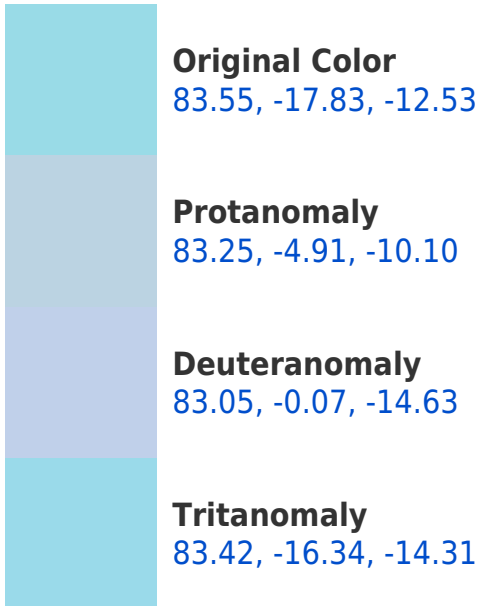 Original Color
83.55, -17.83, -12.53
Protanomaly
83.25, -4.91, -10.10
Deuteranomaly
83.05, -0.07, -14.63
Tritanomaly
83.42, -16.34, -14.31